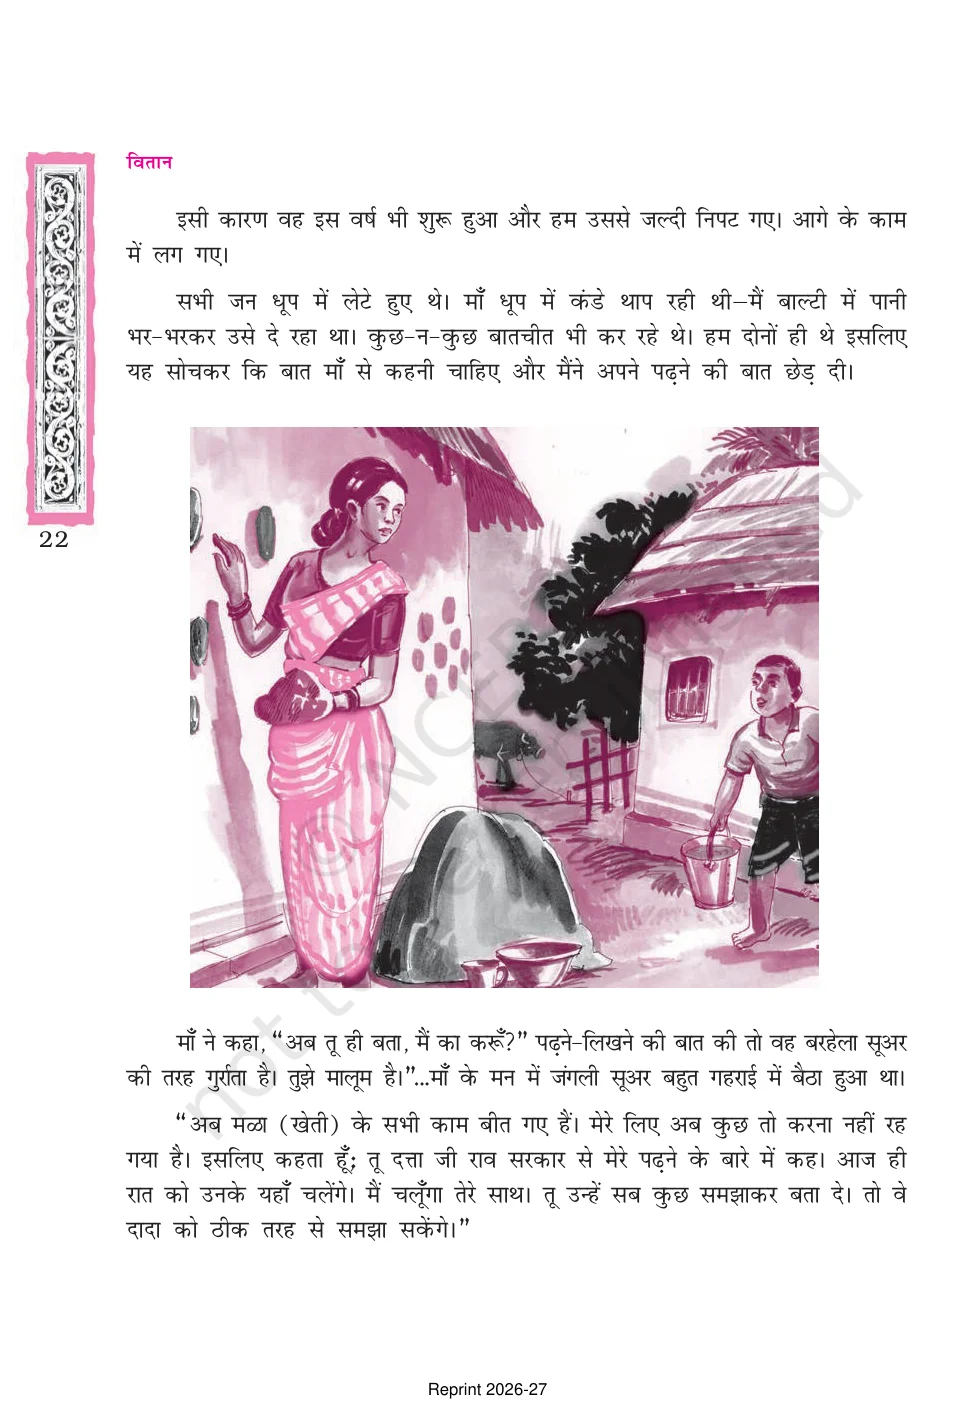 वितान
इसी कारण वह इस वर्ष भी शुरू हुआ और हम उससे जल्दी निपट गए। आगे के काम
में लग गए।
सभी जन धूप में लेटे हुए थे। माँ धूप में कंडे थाप रही थी–मैं बाल्टी में पानी
भर-भरकर उसे दे रहा था। कुछ-न-कुछ बातचीत भी कर रहे थे। हम दोनों ही थे इसलिए
यह सोचकर कि बात माँ से कहनी चाहिए और मैंने अपने पढ़ने की बात छेड़ दी।
22
माँ ने कहा, “अब तू ही बता, मैं का करूँ?” पढ़ने-लिखने की बात की तो वह बरहेला सूअर
की तरह गुर्राता है। तुझे मालूम है।”...माँ के मन में जंगली सूअर बहुत गहराई में बैठा हुआ था।
“अब मळा (खेती) के सभी काम बीत गए हैं। मेरे लिए अब कुछ तो करना नहीं रह
गया है। इसलिए कहता हूँ; तू दत्ता जी राव सरकार से मेरे पढ़ने के बारे में कह। आज ही
रात को उनके यहाँ चलेंगे। मैं चलूँगा तेरे साथ। तू उन्हें सब कुछ समझाकर बता दे। तो वे
दादा को ठीक तरह से समझा सकेंगे।”
Reprint 2026-27